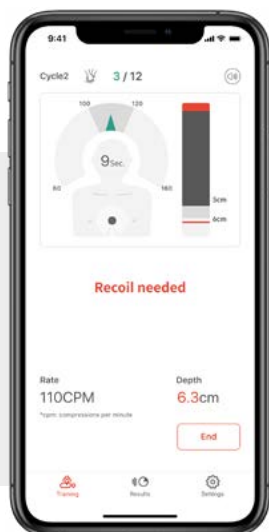 9:41
Cycle2 3 / 12
100 120
9Sec.
60 160
5cm
6cm
Recoil needed
Rate Depth
110CPM 6.3cm
*cpm: compressions per minute
End
Training Results Settings